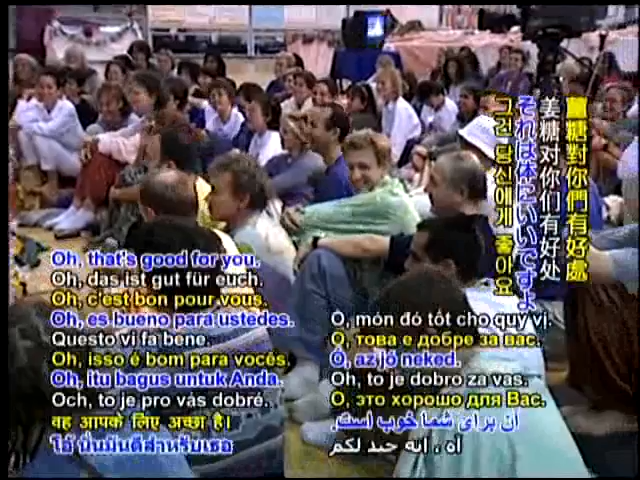 Oh, that's good for you.
Oh, das ist gut für euch.
Oh, c'est bon pour vous.
Oh, es bueno para ustedes.
Questo vi fa bene.
Oh, isso é bom para vocês.
Oh, itu bagus untuk Anda.
Och, to je pro vás dobré.
वह आपके लिए अच्छा है।
โอ้ นั่นมันดีสำหรับเธอ
Ồ, món đó tốt cho quý vị.
О, това е добре за вас.
Ó, az jó neked.
Oh, to je dobro za vas.
О, это хорошо для Вас.
آن برای شما خوب است.
اه ، انه جيد لكم
薑糖對你們有好處
姜糖对你们有好处
それは体にいいですよ
그건 당신에게 좋아요